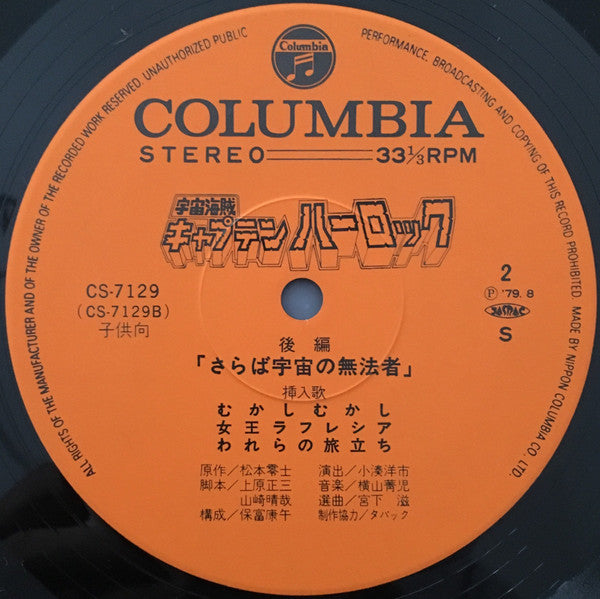 ALL RIGHTS OF THE MANUFACTURER AND OF THE OWNER OF THE RECORDED WORK RESERVED UNAUTHORIZED PUBLIC PERFORMANCE, BROADCASTING AND COPYING OF THIS RECORD PROHIBITED. MADE BY NIPPON COLUMBIA CO., LTD.
Columbia
COLUMBIA
STEREO 33⅓RPM
宇宙海賊
キャプテンハーロック
CS-7129
(CS-7129B)
子供向
2
Ⓟ '79.8
JASRAC
S
後編
「さらば宇宙の無法者」
挿入歌
むかしむかし
女王ラフレシア
われらの旅立ち
原作/松本零士 演出/小湊洋市
脚本/上原正三 音楽/横山菁児
山崎晴哉 選曲/宮下 滋
構成/保富康午 制作協力/タバック